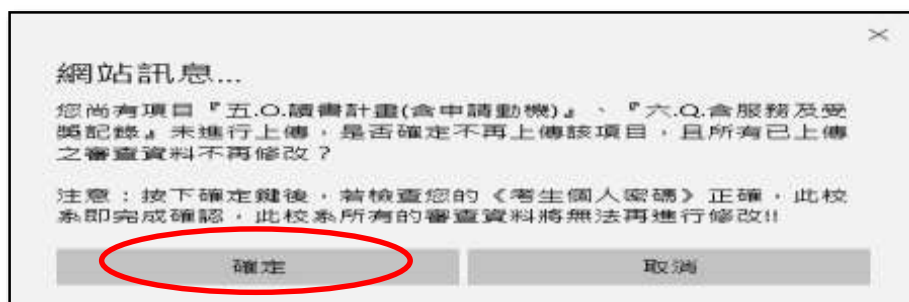 網站訊息...
您尚有項目『五.O.讀書計畫(含申請動機)』、『六.Q.含服務及受
獎記錄』未進行上傳，是否確定不再上傳該項目，且所有已上傳
之審查資料不再修改？
注意：按下確定鍵後，若檢查您的《考生個人密碼》正確，此校
系即完成確認，此校系所有的審查資料將無法再進行修改!!
確定
取消